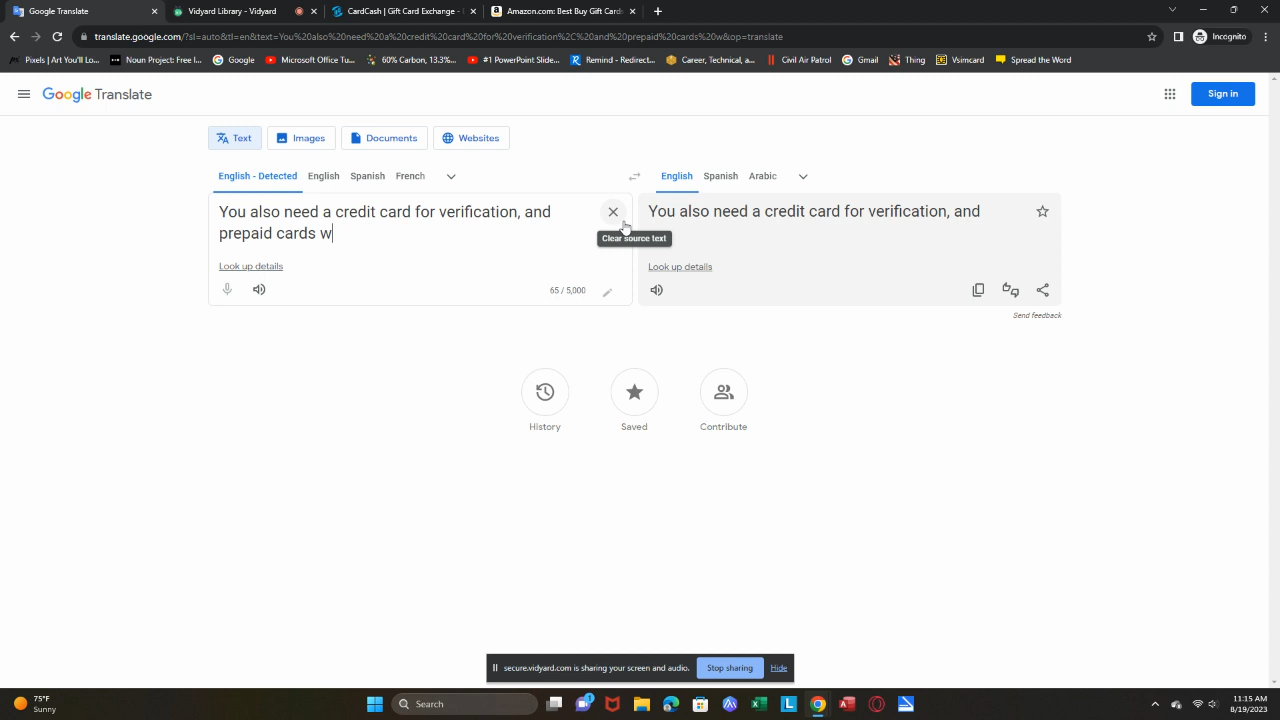 Google Translate
Vidyard Library - Vidyard
CardCash | Gift Card Exchange -
Amazon.com: Best Buy Gift Cards
translate.google.com/?sl=auto&tl=en&text=You%20also%20need%20a%20credit%20card%20for%20verification%2C%20and%20prepaid%20cards%20w&op=translate
Incognito
Pixels | Art You'll Lo...
Noun Project: Free I...
Google
Microsoft Office Tu...
60% Carbon, 13.3%...
#1 PowerPoint Slide...
Remind - Redirect...
Career, Technical, a...
Civil Air Patrol
Gmail
Thing
Vsimcard
Spread the Word
Google Translate
Sign in
Text
Images
Documents
Websites
English - Detected
English
Spanish
French
English
Spanish
Arabic
You also need a credit card for verification, and
prepaid cards w
Clear source text
Look up details
65 / 5,000
You also need a credit card for verification, and
Look up details
Send feedback
History
Saved
Contribute
secure.vidyard.com is sharing your screen and audio.
Stop sharing
Hide
75°F
Sunny
Search
1
11:15 AM
8/19/2023